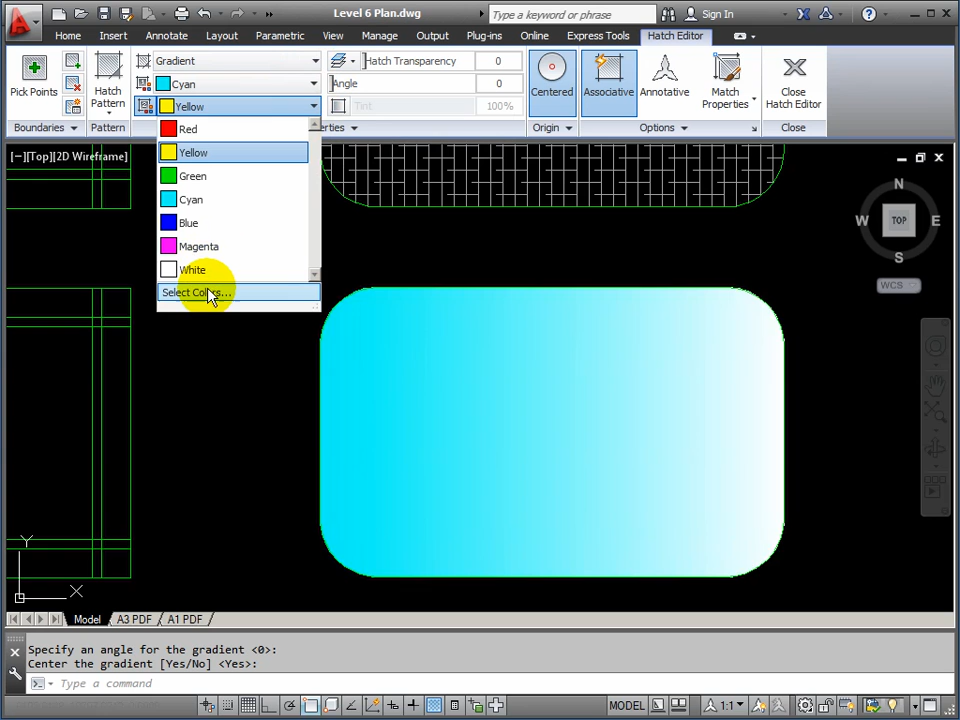 Level 6 Plan.dwg
Type a keyword or phrase
Sign In
Home Insert Annotate Layout Parametric View Manage Output Plug-ins Online Express Tools Hatch Editor
Pick Points
Hatch Pattern
Gradient
Cyan
Yellow
Hatch Transparency 0
Angle 0
Tint 100%
Centered
Associative
Annotative
Match Properties
Close Hatch Editor
Boundaries
Pattern
erties
Origin
Options
Close
[−][Top][2D Wireframe]
Red
Yellow
Green
Cyan
Blue
Magenta
White
Select Colors...
N
W TOP E
S
WCS
Y
X
Model A3 PDF A1 PDF
Specify an angle for the gradient <0>:
Center the gradient [Yes/No] <Yes>:
Type a command
MODEL
1:1